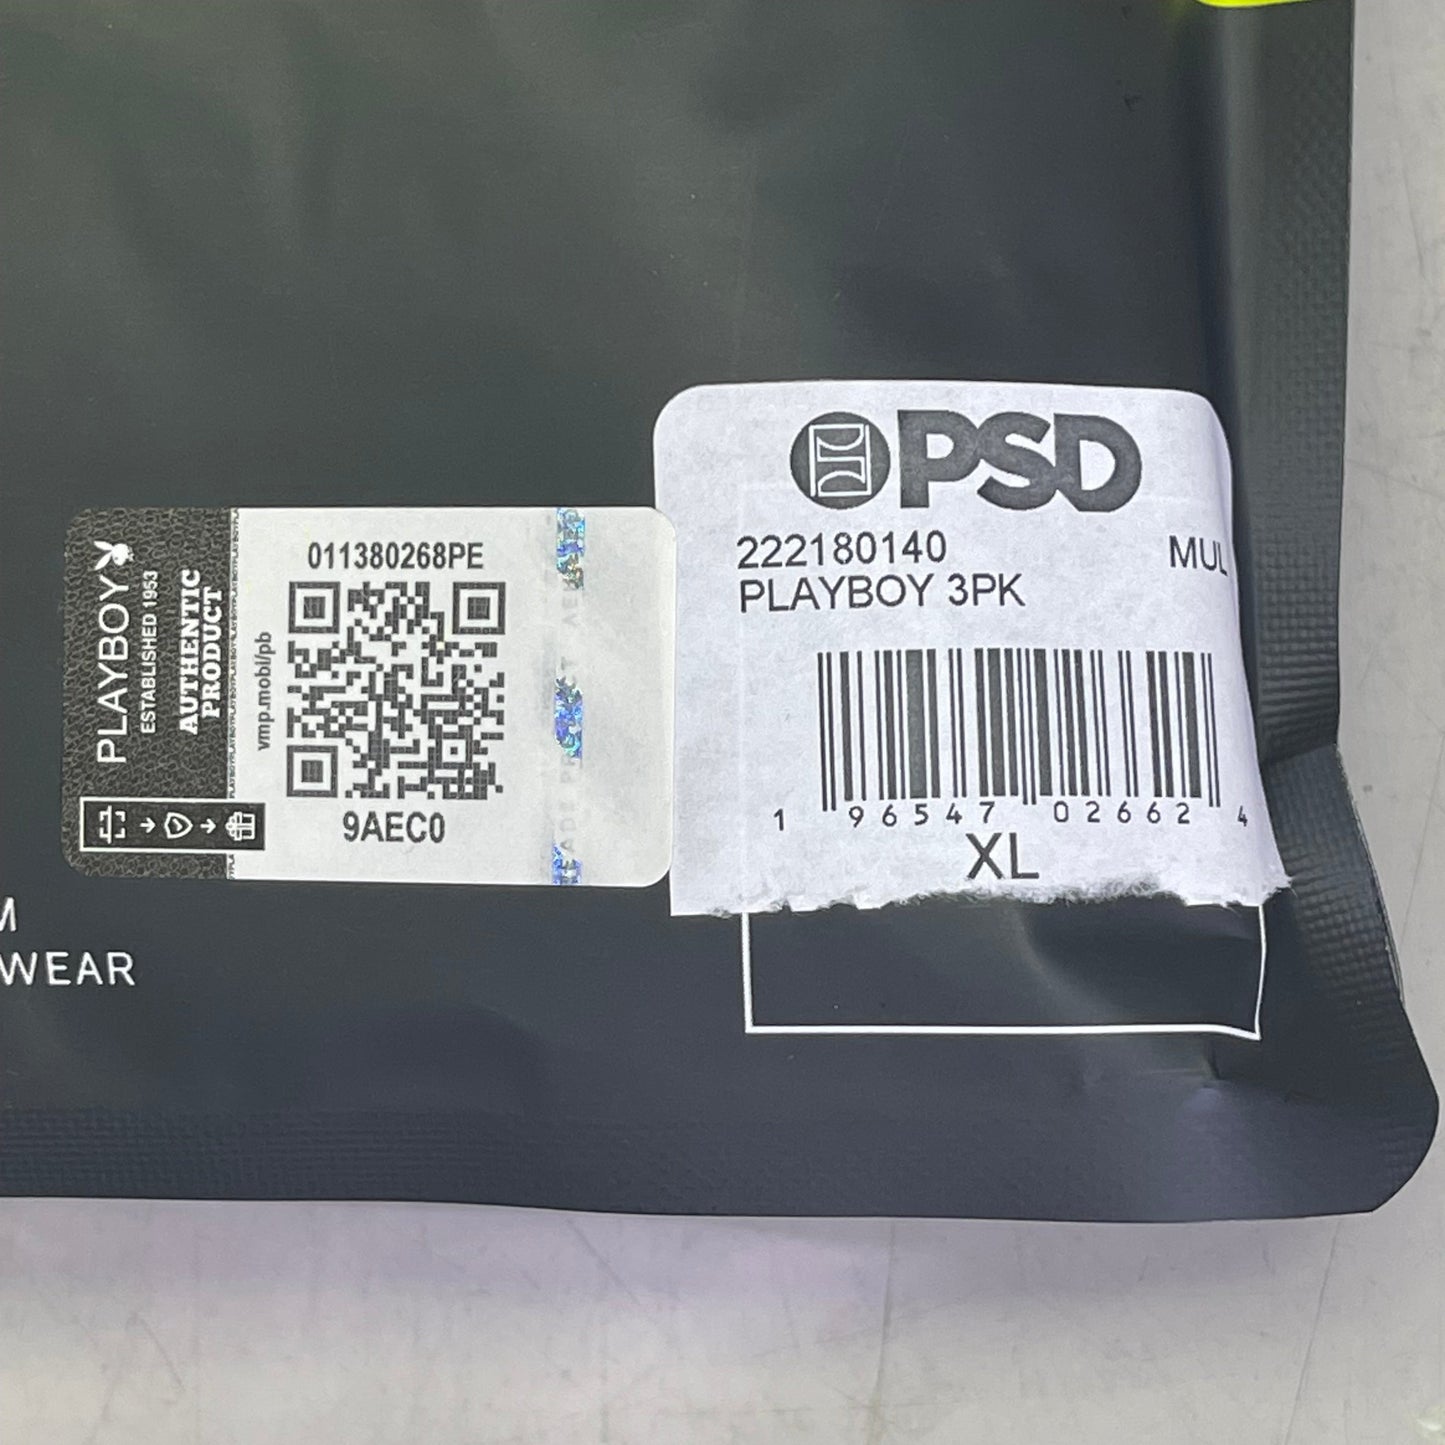 PLAYBOY
ESTABLISHED 1953
AUTHENTIC
PRODUCT
vmp.mobi/pb
011380268PE
9AEC0
PSD
222180140 MUL
PLAYBOY 3PK
1 96547 02662 4
XL
M
WEAR